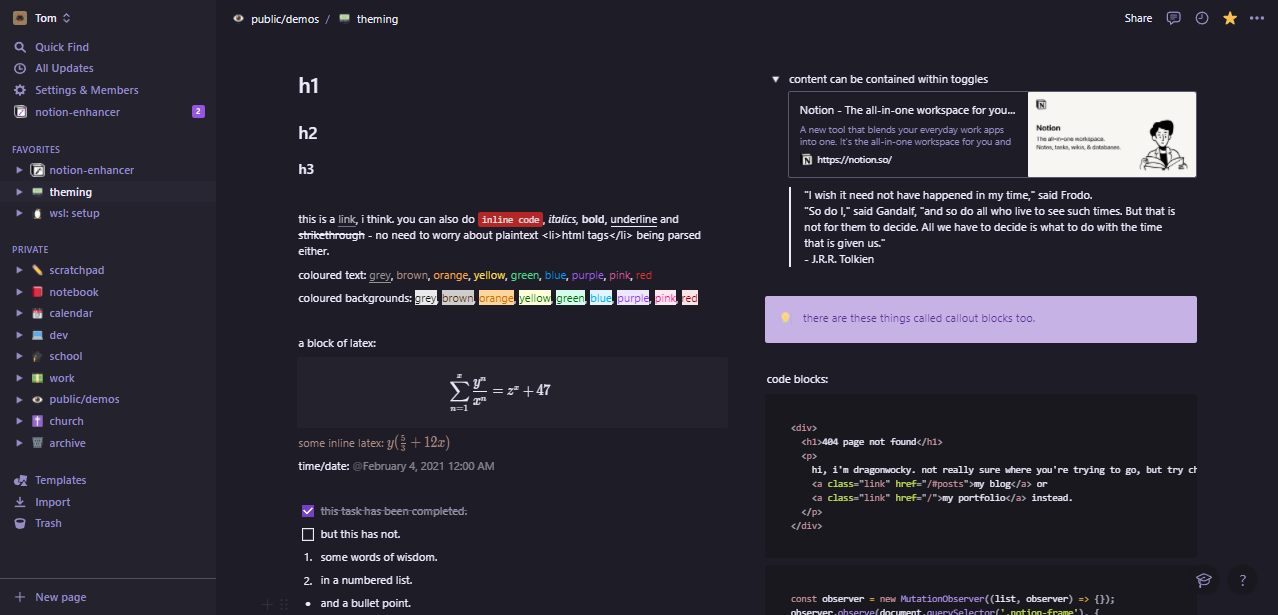 Tom
Quick Find
All Updates
Settings & Members
notion-enhancer 2
FAVORITES
notion-enhancer
theming
wsl: setup
PRIVATE
scratchpad
notebook
calendar
dev
school
work
public/demos
church
archive
Templates
Import
Trash
New page
public/demos / theming
Share
h1
h2
h3
this is a link, i think. you can also do inline code, italics, bold, underline and
strikethrough - no need to worry about plaintext <li>html tags</li> being parsed
either.
coloured text: grey, brown, orange, yellow, green, blue, purple, pink, red
coloured backgrounds: grey, brown, orange, yellow, green, blue, purple, pink, red
a block of latex:
∑ₙ₌₁ˣ yⁿ/xⁿ = zˣ + 47
some inline latex: y(5/3 + 12x)
time/date: @February 4, 2021 12:00 AM
this task has been completed.
but this has not.
1. some words of wisdom.
2. in a numbered list.
• and a bullet point.
content can be contained within toggles
Notion - The all-in-one workspace for you...
A new tool that blends your everyday work apps
into one. It's the all-in-one workspace for you and
https://notion.so/
Notion
The all-in-one workspace.
Notes, tasks, wikis, & databases.
"I wish it need not have happened in my time," said Frodo.
"So do I," said Gandalf, "and so do all who live to see such times. But that is
not for them to decide. All we have to decide is what to do with the time
that is given us."
- J.R.R. Tolkien
there are these things called callout blocks too.
code blocks:
<div>
<h1>404 page not found</h1>
<p>
hi, i'm dragonwocky. not really sure where you're trying to go, but try ch
<a class="link" href="/#posts">my blog</a> or
<a class="link" href="/">my portfolio</a> instead.
</p>
</div>
const observer = new MutationObserver((list, observer) => {});
observer.observe(document.querySelector('.notion-frame'), {
?